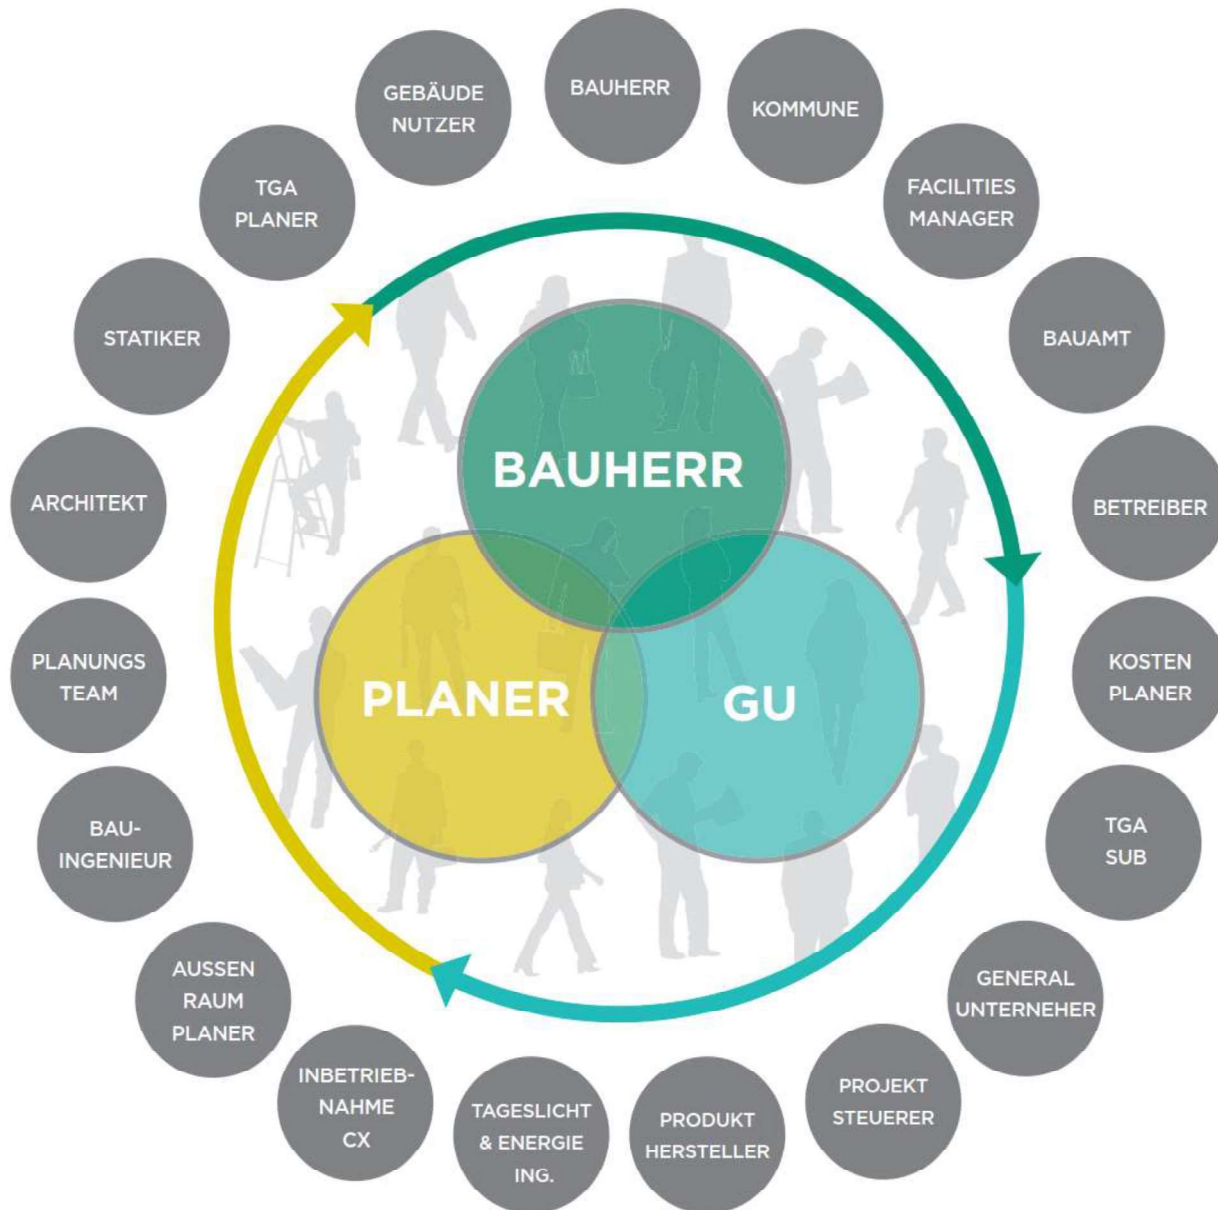 BAUHERR
KOMMUNE
FACILITIES
MANAGER
BAUAMT
BETREIBER
KOSTEN
PLANER
TGA
SUB
GENERAL
UNTERNEHER
PROJEKT
STEUERER
PRODUKT
HERSTELLER
TAGESLICHT
& ENERGIE
ING.
INBETRIEB-
NAHME
CX
AUSSEN
RAUM
PLANER
BAU-
INGENIEUR
PLANUNGS
TEAM
ARCHITEKT
STATIKER
TGA
PLANER
GEBÄUDE
NUTZER
BAUHERR
PLANER
GU